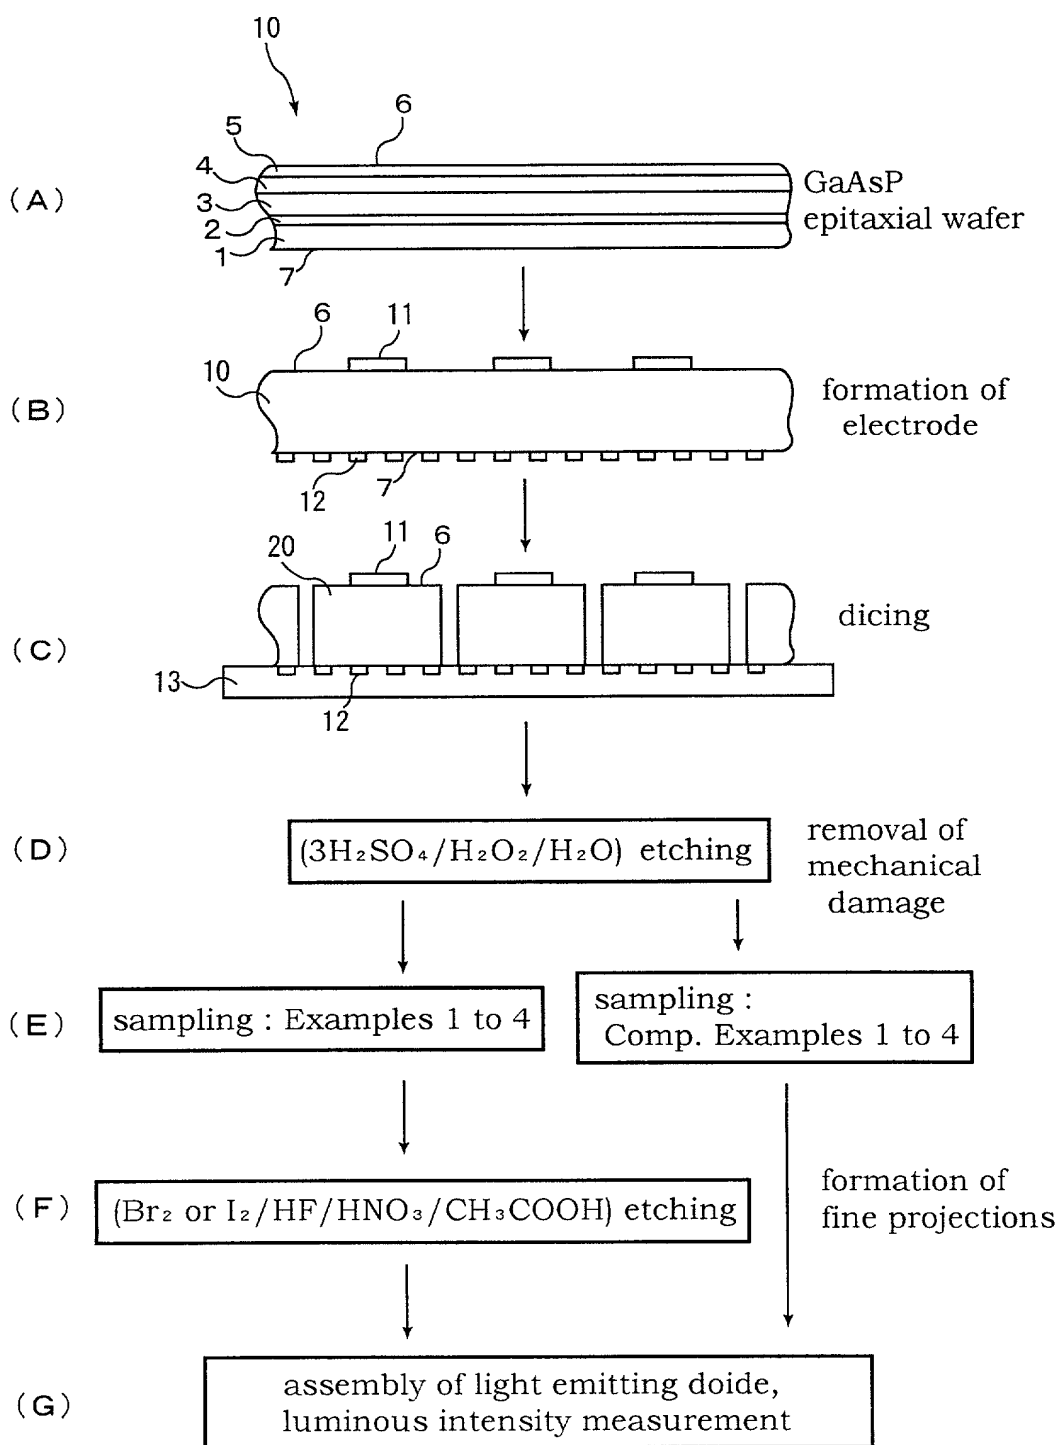 10
6
5
4
3
2
1
7
(A)
GaAsP
epitaxial wafer
6
11
10
(B)
formation of
electrode
12
7
20
11
6
(C)
dicing
13
12
(D)
(3H₂SO₄/H₂O₂/H₂O) etching
removal of
mechanical
damage
(E)
sampling : Examples 1 to 4
sampling :
Comp. Examples 1 to 4
(F)
(Br₂ or I₂/HF/HNO₃/CH₃COOH) etching
formation of
fine projections
(G)
assembly of light emitting doide,
luminous intensity measurement